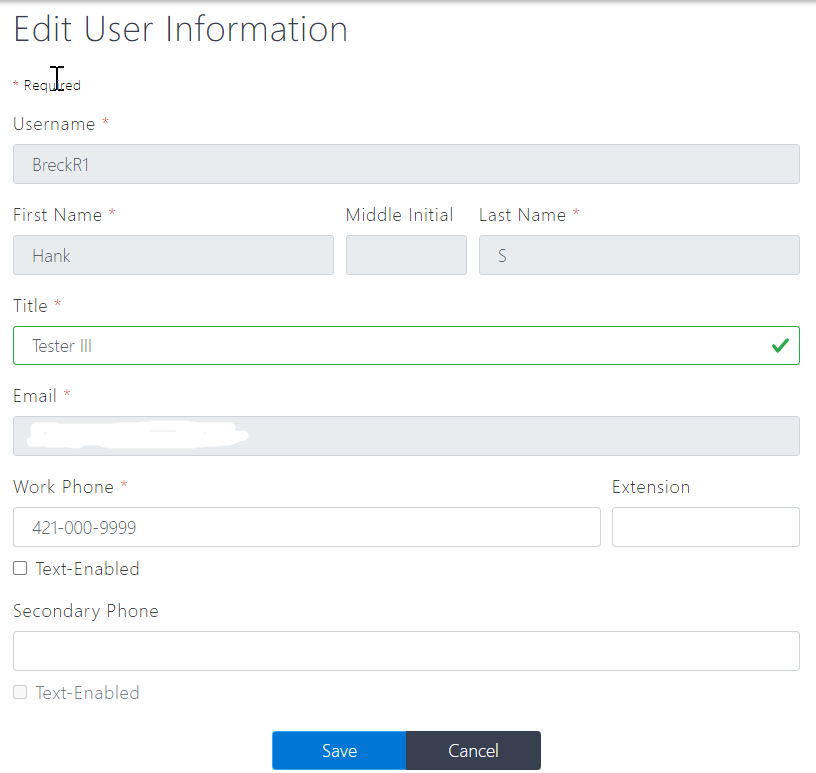 Edit User Information
* Required
Username *
BreckR1
First Name * Middle Initial Last Name *
Hank S
Title *
Tester III
Email *
Work Phone * Extension
421-000-9999
Text-Enabled
Secondary Phone
Text-Enabled
Save Cancel